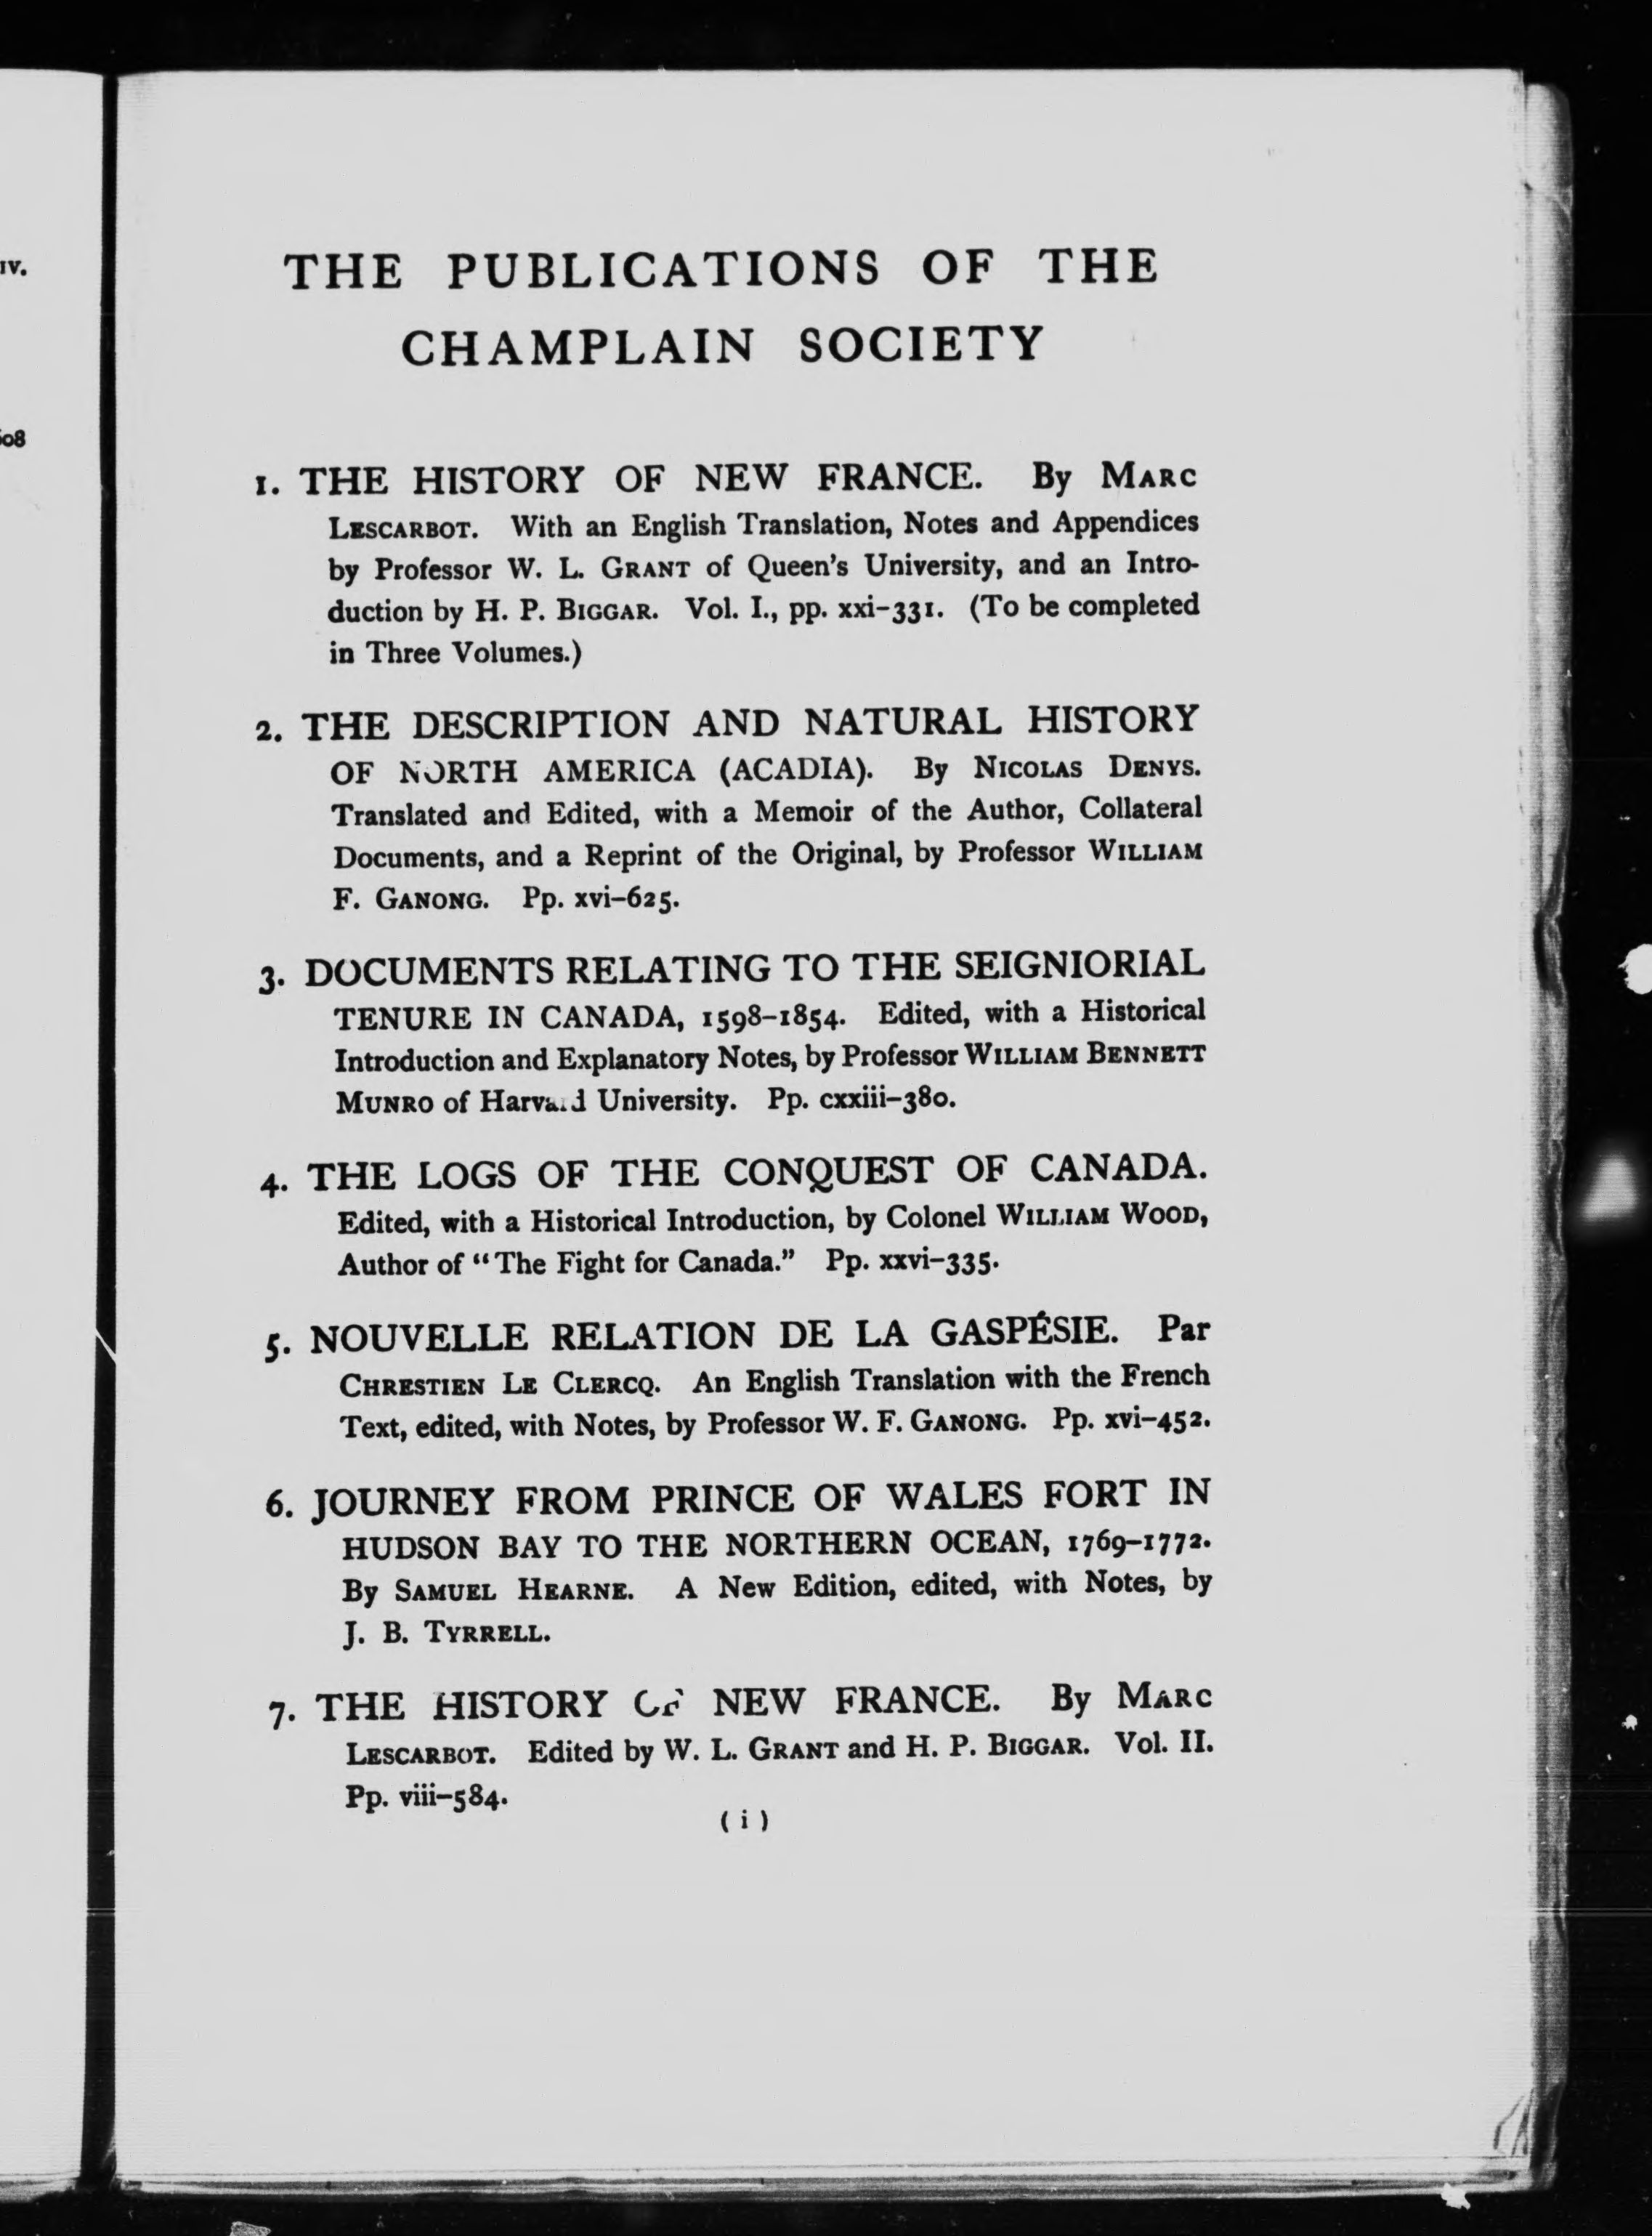 IV.
608
THE PUBLICATIONS OF THE
CHAMPLAIN SOCIETY
1. THE HISTORY OF NEW FRANCE. By MARC
LESCARBOT. With an English Translation, Notes and Appendices
by Professor W. L. GRANT of Queen's University, and an Intro-
duction by H. P. BIGGAR. Vol. I., pp. xxi–331. (To be completed
in Three Volumes.)
2. THE DESCRIPTION AND NATURAL HISTORY
OF NORTH AMERICA (ACADIA). By NICOLAS DENYS.
Translated and Edited, with a Memoir of the Author, Collateral
Documents, and a Reprint of the Original, by Professor WILLIAM
F. GANONG. Pp. xvi–625.
3. DOCUMENTS RELATING TO THE SEIGNIORIAL
TENURE IN CANADA, 1598–1854. Edited, with a Historical
Introduction and Explanatory Notes, by Professor WILLIAM BENNETT
MUNRO of Harvard University. Pp. cxxiii–380.
4. THE LOGS OF THE CONQUEST OF CANADA.
Edited, with a Historical Introduction, by Colonel WILLIAM WOOD,
Author of "The Fight for Canada." Pp. xxvi–335.
5. NOUVELLE RELATION DE LA GASPÉSIE. Par
CHRESTIEN LE CLERCQ. An English Translation with the French
Text, edited, with Notes, by Professor W. F. GANONG. Pp. xvi–452.
6. JOURNEY FROM PRINCE OF WALES FORT IN
HUDSON BAY TO THE NORTHERN OCEAN, 1769–1772.
By SAMUEL HEARNE. A New Edition, edited, with Notes, by
J. B. TYRRELL.
7. THE HISTORY OF NEW FRANCE. By MARC
LESCARBOT. Edited by W. L. GRANT and H. P. BIGGAR. Vol. II.
Pp. viii–584.
( i )